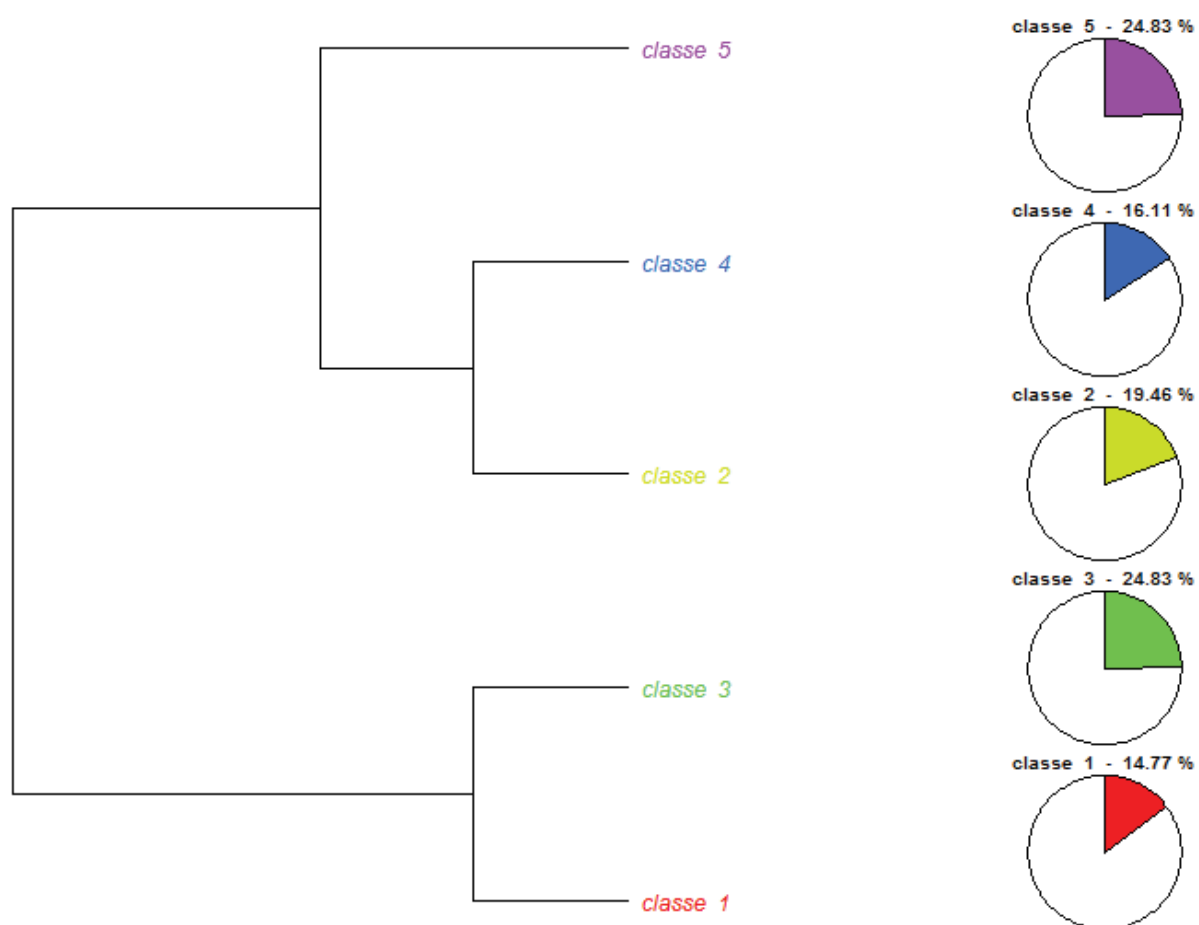 classe 5
classe 4
classe 2
classe 3
classe 1
classe 5 - 24.83 %
classe 4 - 16.11 %
classe 2 - 19.46 %
classe 3 - 24.83 %
classe 1 - 14.77 %